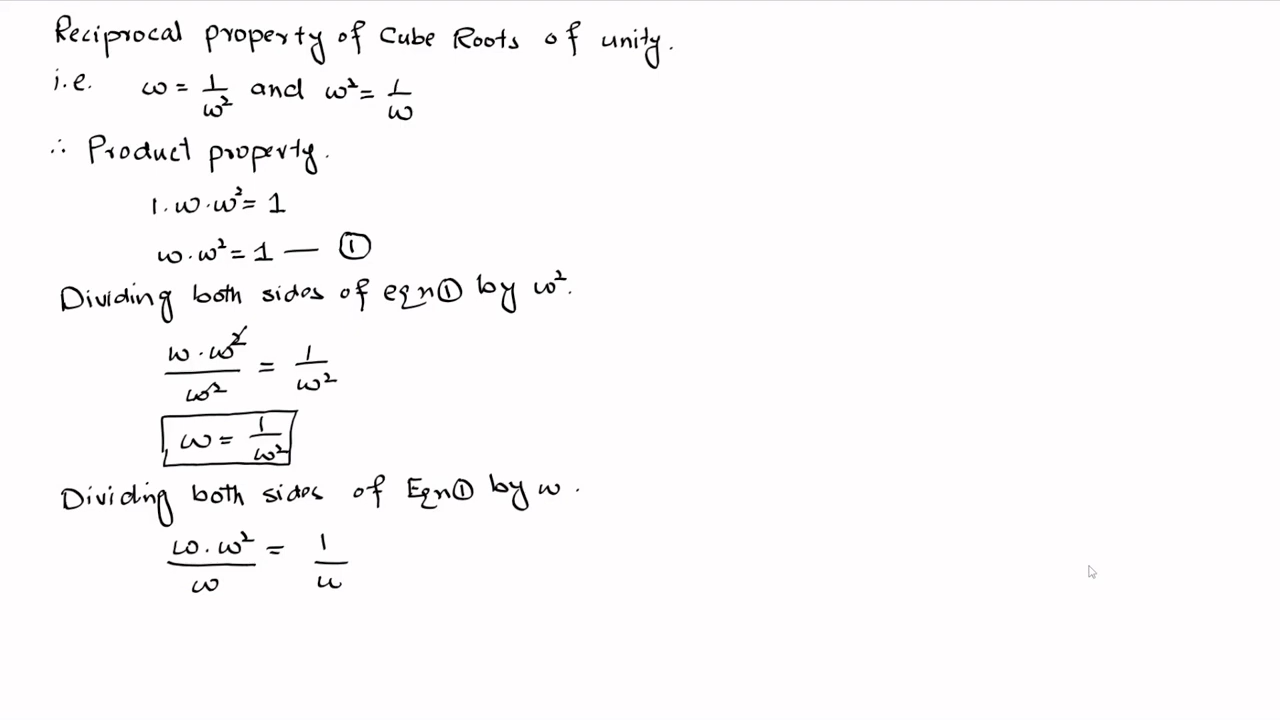 Reciprocal property of Cube Roots of unity.
i.e. ω = 1/ω² and ω² = 1/ω
∴ Product property.
1 · ω · ω² = 1
ω · ω² = 1 — ①
Dividing both sides of eqn① by ω².
ω · ω²/ω² = 1/ω²
ω = 1/ω²
Dividing both sides of Eqn① by ω.
ω · ω²/ω = 1/ω